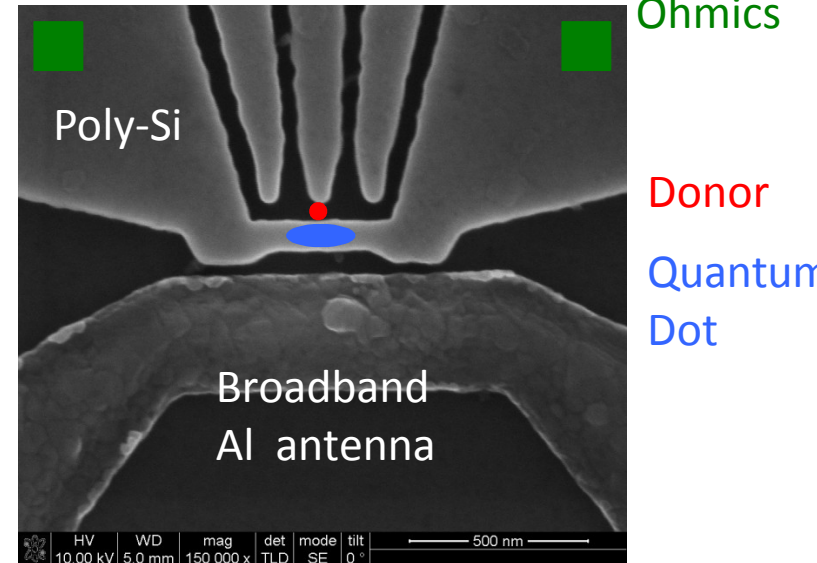 Ohmics
Poly-Si
Donor
Quantum
Dot
Broadband
Al antenna
HV WD mag det mode tilt
10.00 kV 5.0 mm 150 000 x TLD SE 0 ° 500 nm